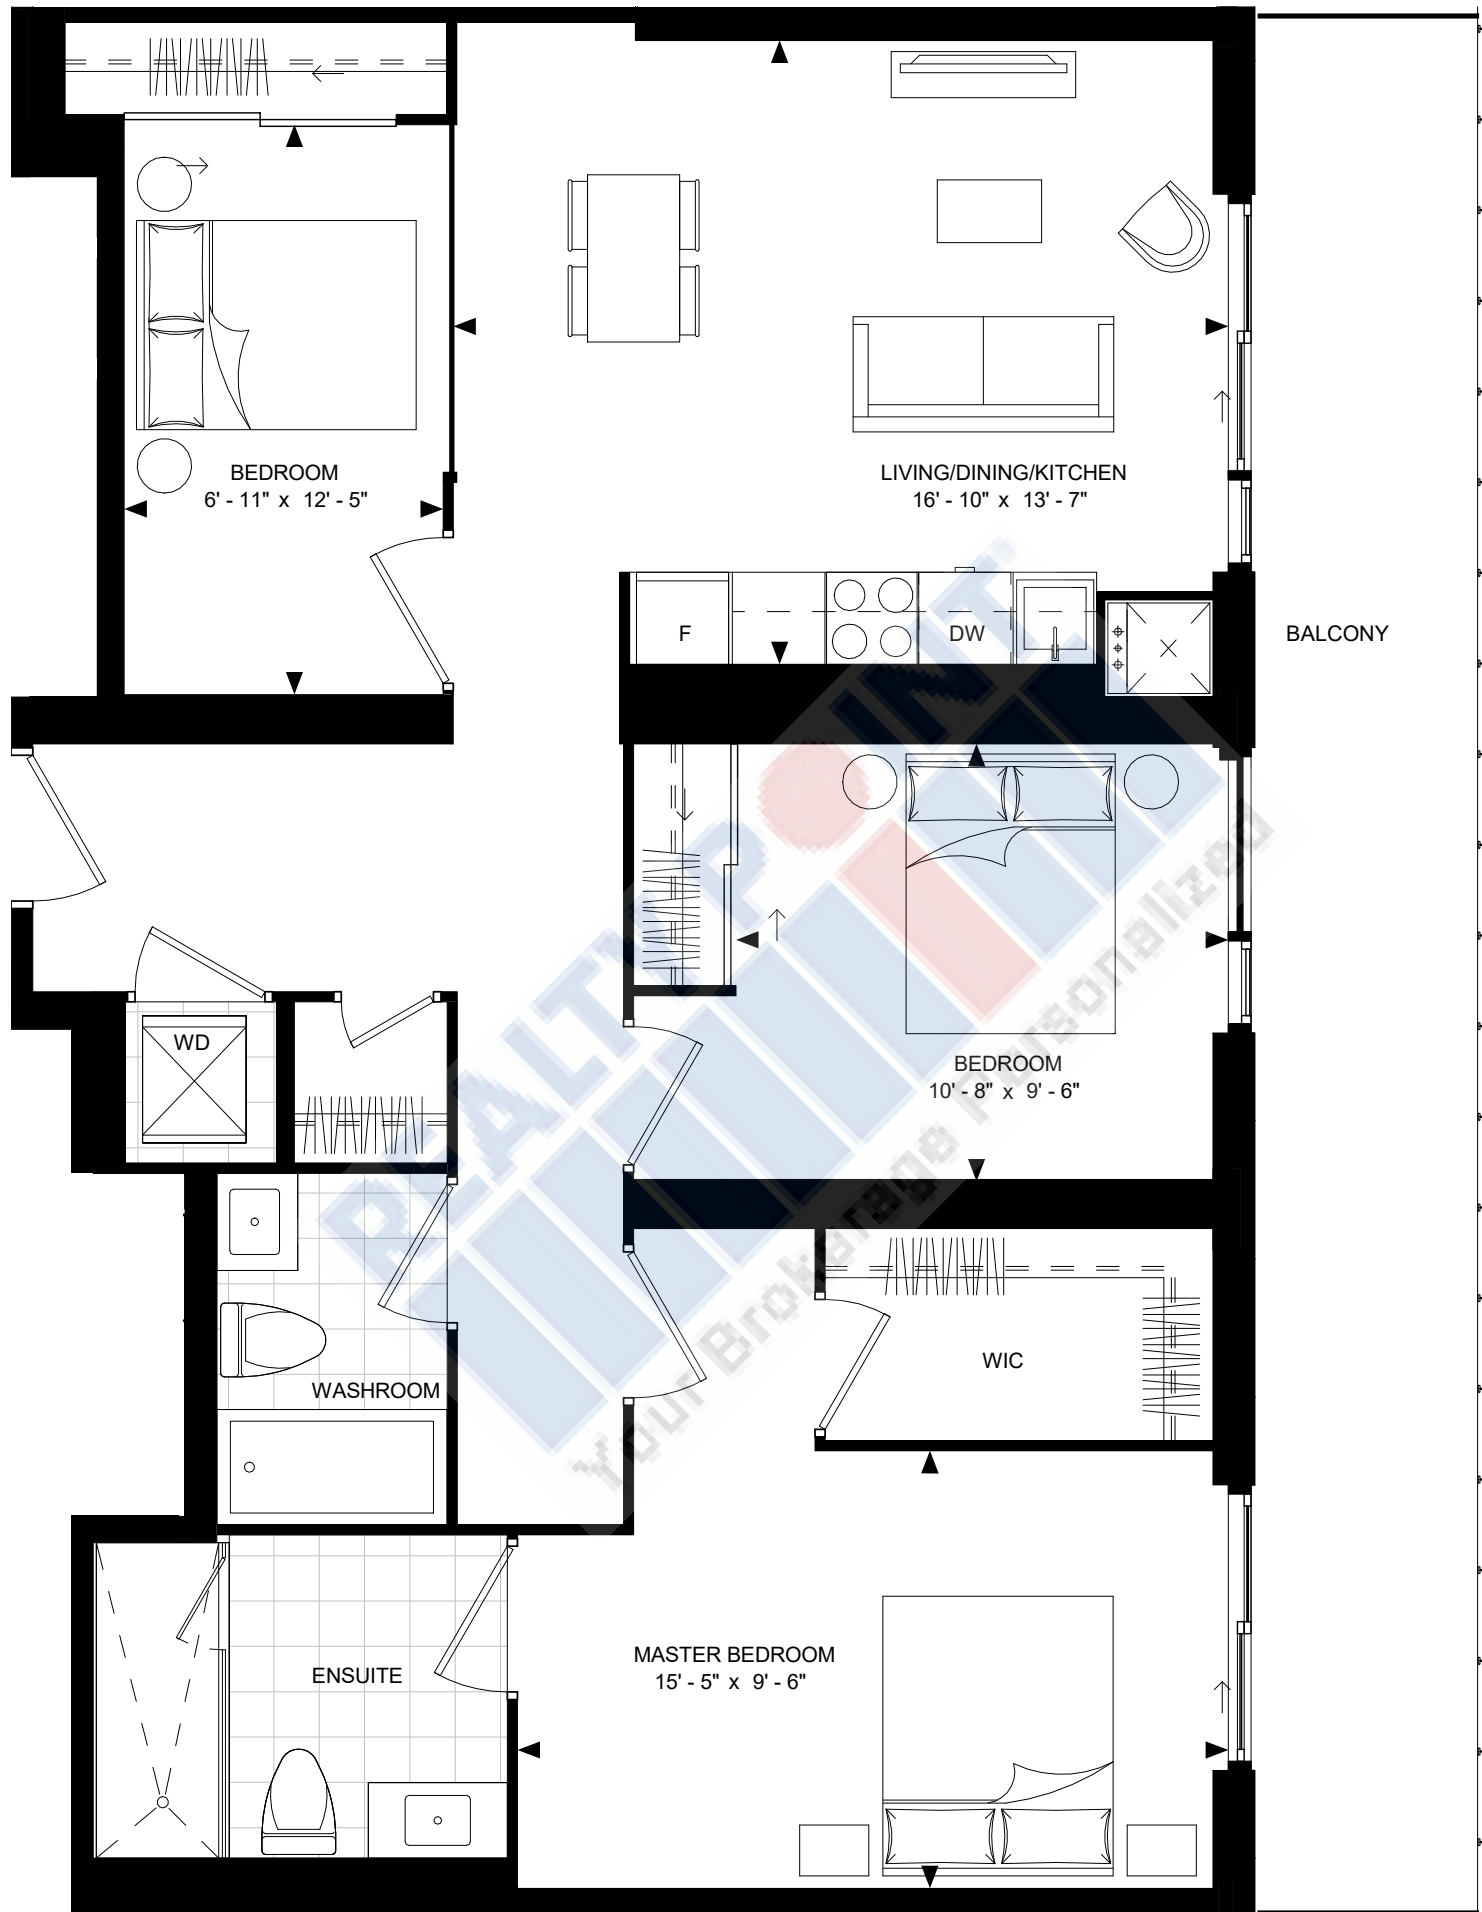 BEDROOM
6' - 11" x 12' - 5"
LIVING/DINING/KITCHEN
16' - 10" x 13' - 7"
F
DW
BALCONY
WD
BEDROOM
10' - 8" x 9' - 6"
WIC
WASHROOM
MASTER BEDROOM
15' - 5" x 9' - 6"
ENSUITE
REALTYPOINT
Your Brokerage Personalized